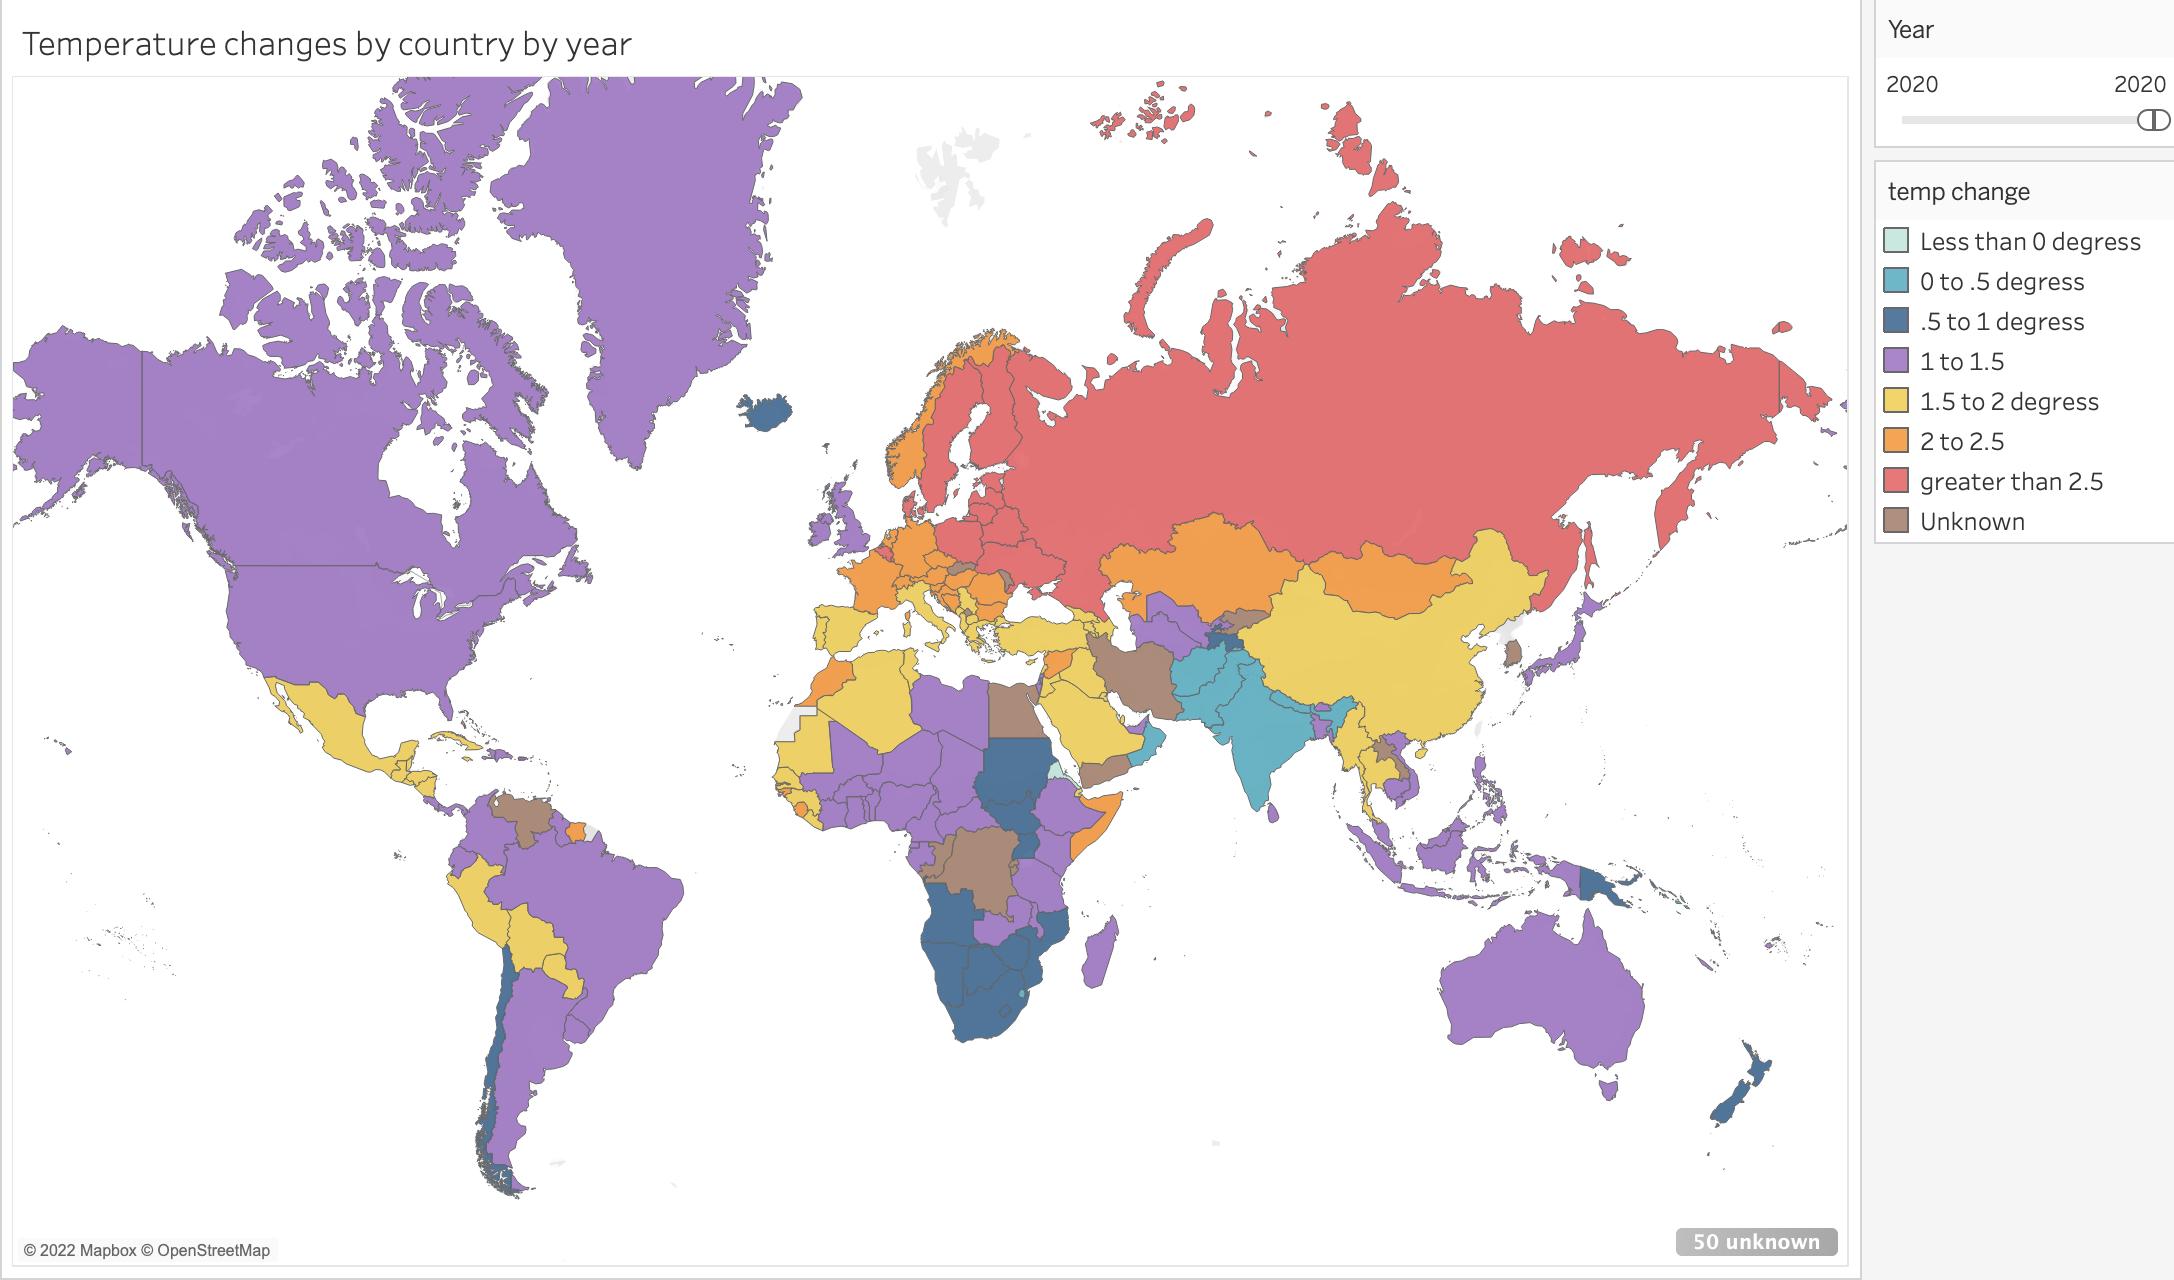 Temperature changes by country by year
Year
2020 2020
temp change
Less than 0 degress
0 to .5 degress
.5 to 1 degress
1 to 1.5
1.5 to 2 degress
2 to 2.5
greater than 2.5
Unknown
© 2022 Mapbox © OpenStreetMap
50 unknown